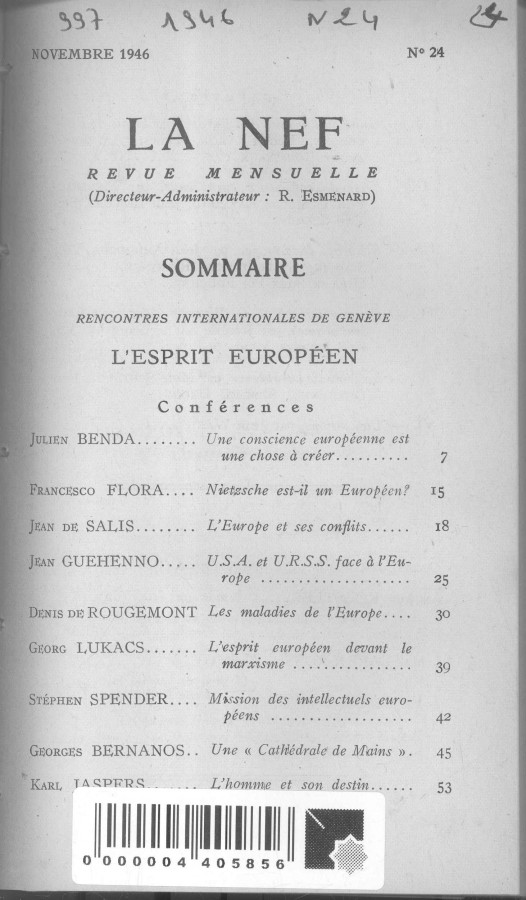 997 1946 N 24 24
NOVEMBRE 1946 N° 24
LA NEF
REVUE MENSUELLE
(Directeur-Administrateur : R. ESMENARD)
SOMMAIRE
RENCONTRES INTERNATIONALES DE GENÈVE
L'ESPRIT EUROPÉEN
Conférences
JULIEN BENDA........ Une conscience européenne est
une chose à créer.......... 7
FRANCESCO FLORA.... Nietzsche est-il un Européen? 15
JEAN DE SALIS........ L'Europe et ses conflits...... 18
JEAN GUEHENNO..... U.S.A. et U.R.S.S. face à l'Eu-
rope .................... 25
DENIS DE ROUGEMONT Les maladies de l'Europe.... 30
GEORG LUKACS....... L'esprit européen devant le
marxisme ................ 39
STÉPHEN SPENDER.... Mission des intellectuels euro-
péens .................. 42
GEORGES BERNANOS.. Une « Cathédrale de Mains ». 45
KARL JASPERS........ L'homme et son destin...... 53
0 000004 405856